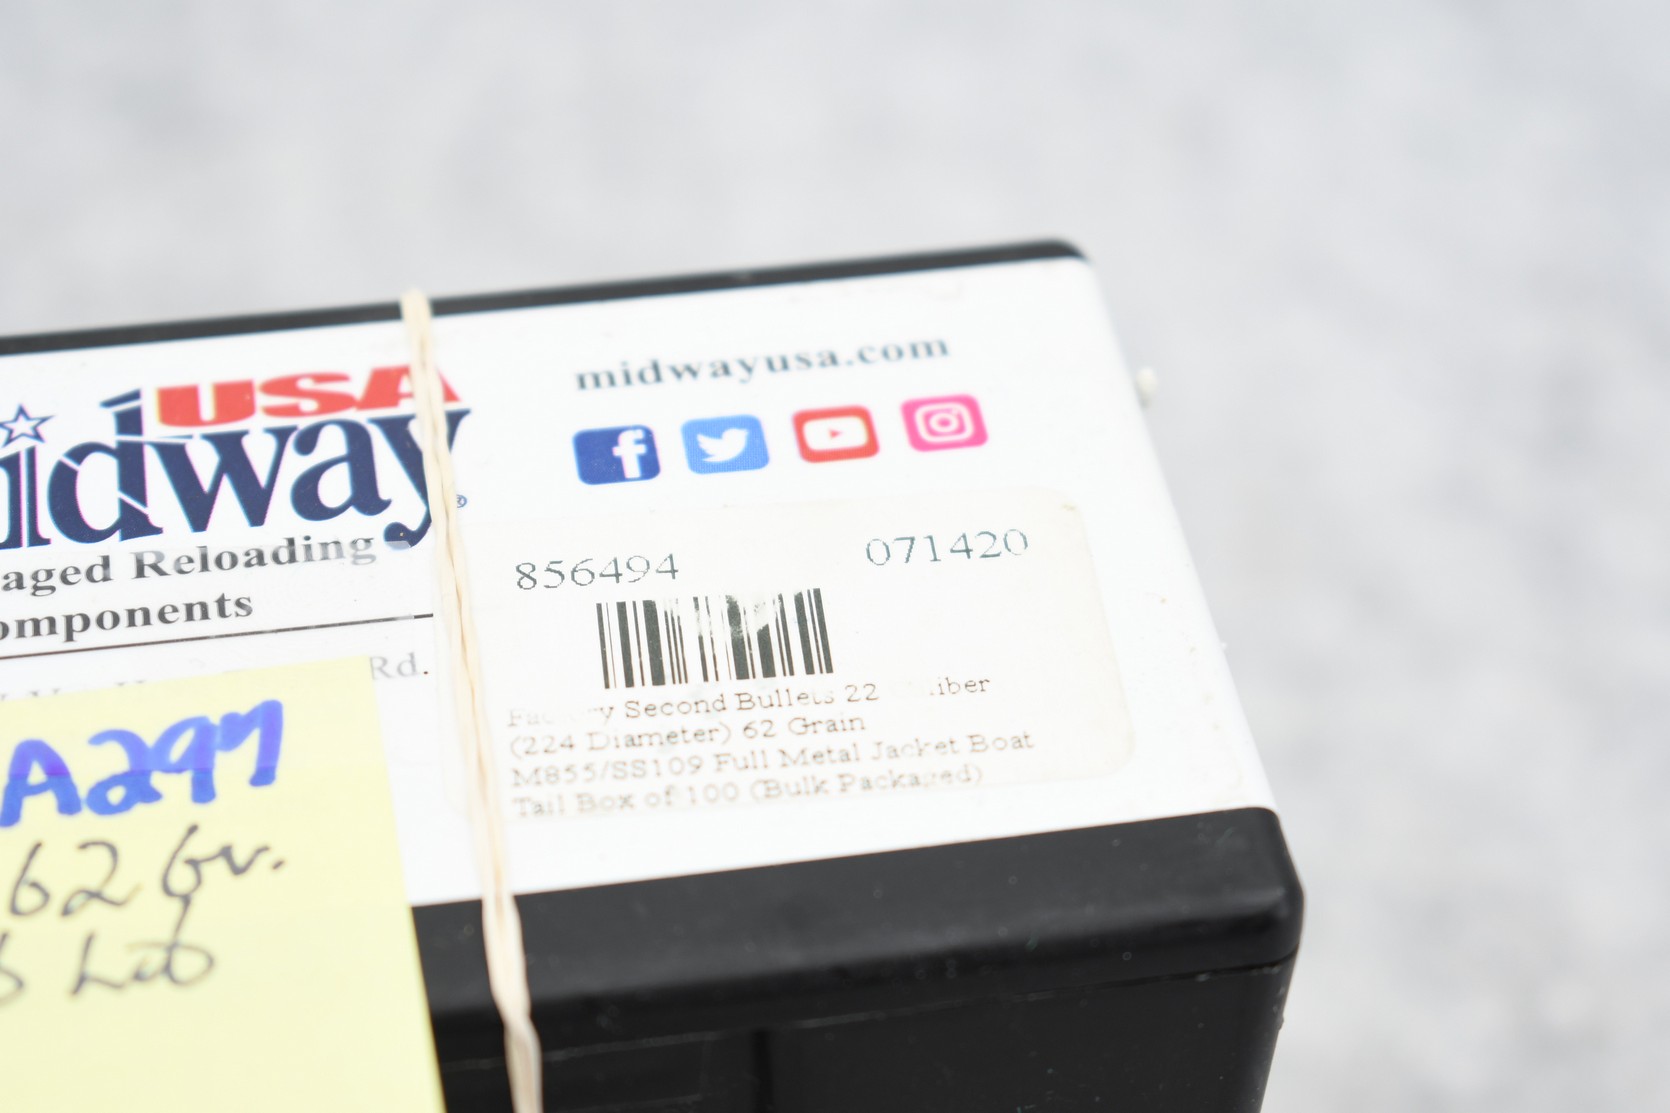 USA
idway®
aged Reloading
omponents
Rd.
midwayusa.com
856494 071420
Second Bullets 22
(224 Diameter) 62 Grain
M855/SS109 Full Metal Jacket Boat
Tail Box of 100 (Bulk Packaged)
A297
62 Gr.